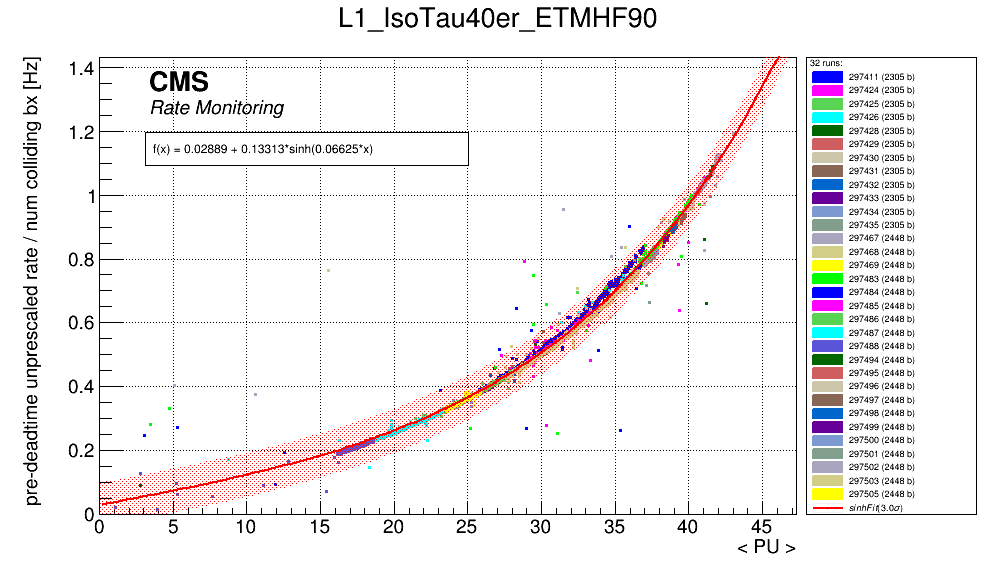 L1_IsoTau40er_ETMHF90
pre-deadtime unprescaled rate / num colliding bx [Hz]
1.4
1.2
1
0.8
0.6
0.4
0.2
0
CMS
Rate Monitoring
f(x) = 0.02889 + 0.13313*sinh(0.06625*x)
0 5 10 15 20 25 30 35 40 45
< PU >
32 runs:
297411 (2305 b)
297424 (2305 b)
297425 (2305 b)
297426 (2305 b)
297428 (2305 b)
297429 (2305 b)
297430 (2305 b)
297431 (2305 b)
297432 (2305 b)
297433 (2305 b)
297434 (2305 b)
297435 (2305 b)
297467 (2448 b)
297468 (2448 b)
297469 (2448 b)
297483 (2448 b)
297484 (2448 b)
297485 (2448 b)
297486 (2448 b)
297487 (2448 b)
297488 (2448 b)
297494 (2448 b)
297495 (2448 b)
297496 (2448 b)
297497 (2448 b)
297498 (2448 b)
297499 (2448 b)
297500 (2448 b)
297501 (2448 b)
297502 (2448 b)
297503 (2448 b)
297505 (2448 b)
sinhFit(3.0σ)